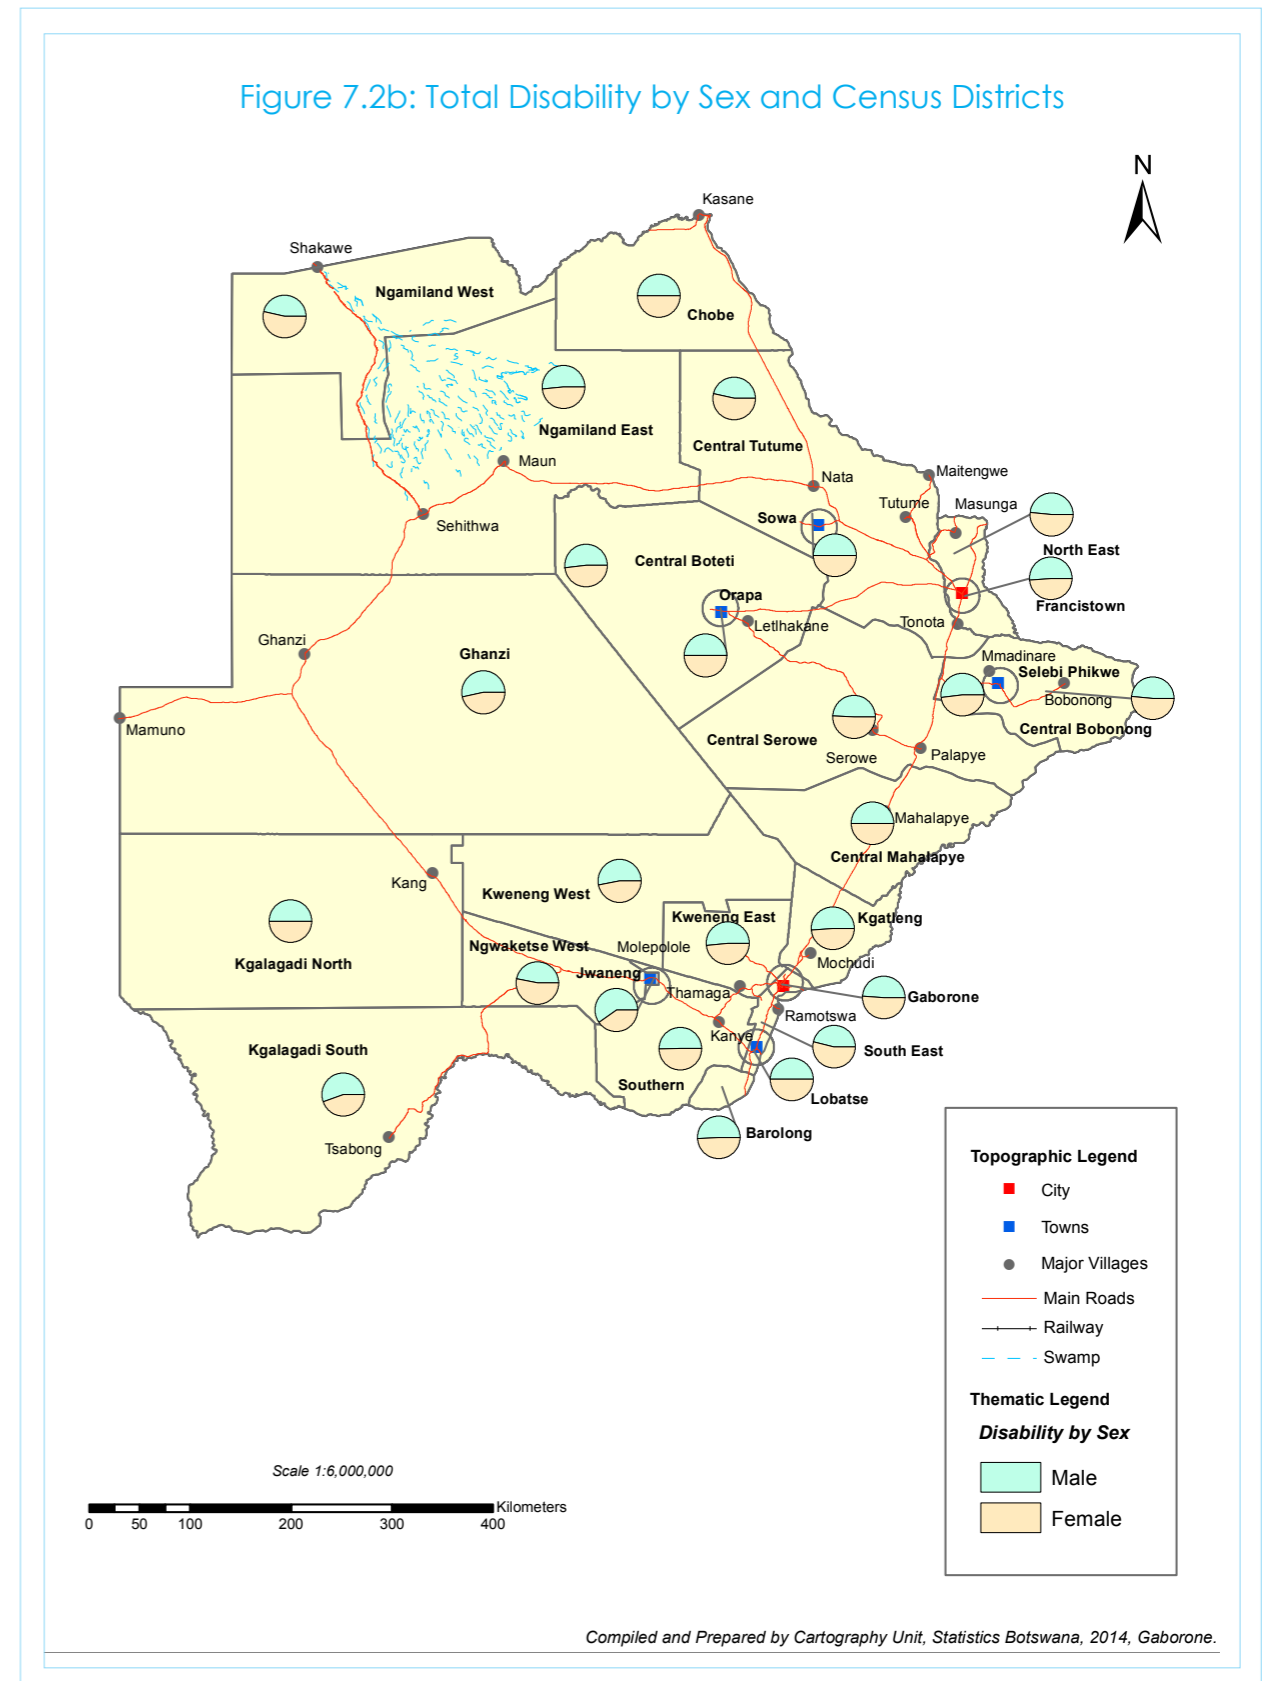 Figure 7.2b: Total Disability by Sex and Census Districts
N
Kasane
Shakawe
Ngamiland West
Chobe
Ngamiland East
Central Tutume
Maun
Nata
Maitengwe
Tutume
Masunga
Sehithwa
Sowa
North East
Central Boteti
Orapa
Francistown
Letlhakane
Tonota
Ghanzi
Ghanzi
Mmadinare
Selebi Phikwe
Bobonong
Mamuno
Central Serowe
Central Bobonong
Serowe
Palapye
Mahalapye
Central Mahalapye
Kang
Kweneng West
Kweneng East
Kgatleng
Ngwaketse West
Molepolole
Kgalagadi North
Jwaneng
Mochudi
Thamaga
Gaborone
Ramotswa
Kanye
Kgalagadi South
South East
Southern
Lobatse
Barolong
Tsabong
Topographic Legend
City
Towns
Major Villages
Main Roads
Railway
Swamp
Thematic Legend
Disability by Sex
Male
Female
Scale 1:6,000,000
Kilometers
0 50 100 200 300 400
Compiled and Prepared by Cartography Unit, Statistics Botswana, 2014, Gaborone.